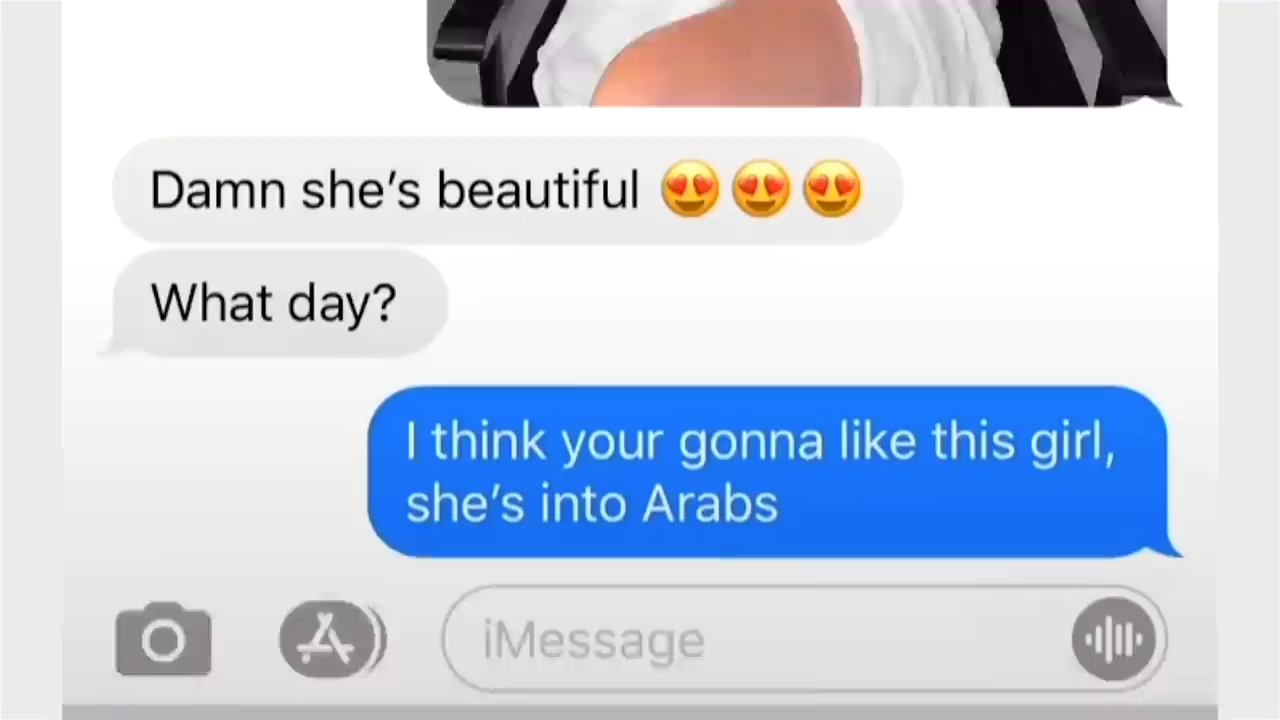 Damn she's beautiful 😍😍😍
What day?
I think your gonna like this girl,
she's into Arabs
iMessage